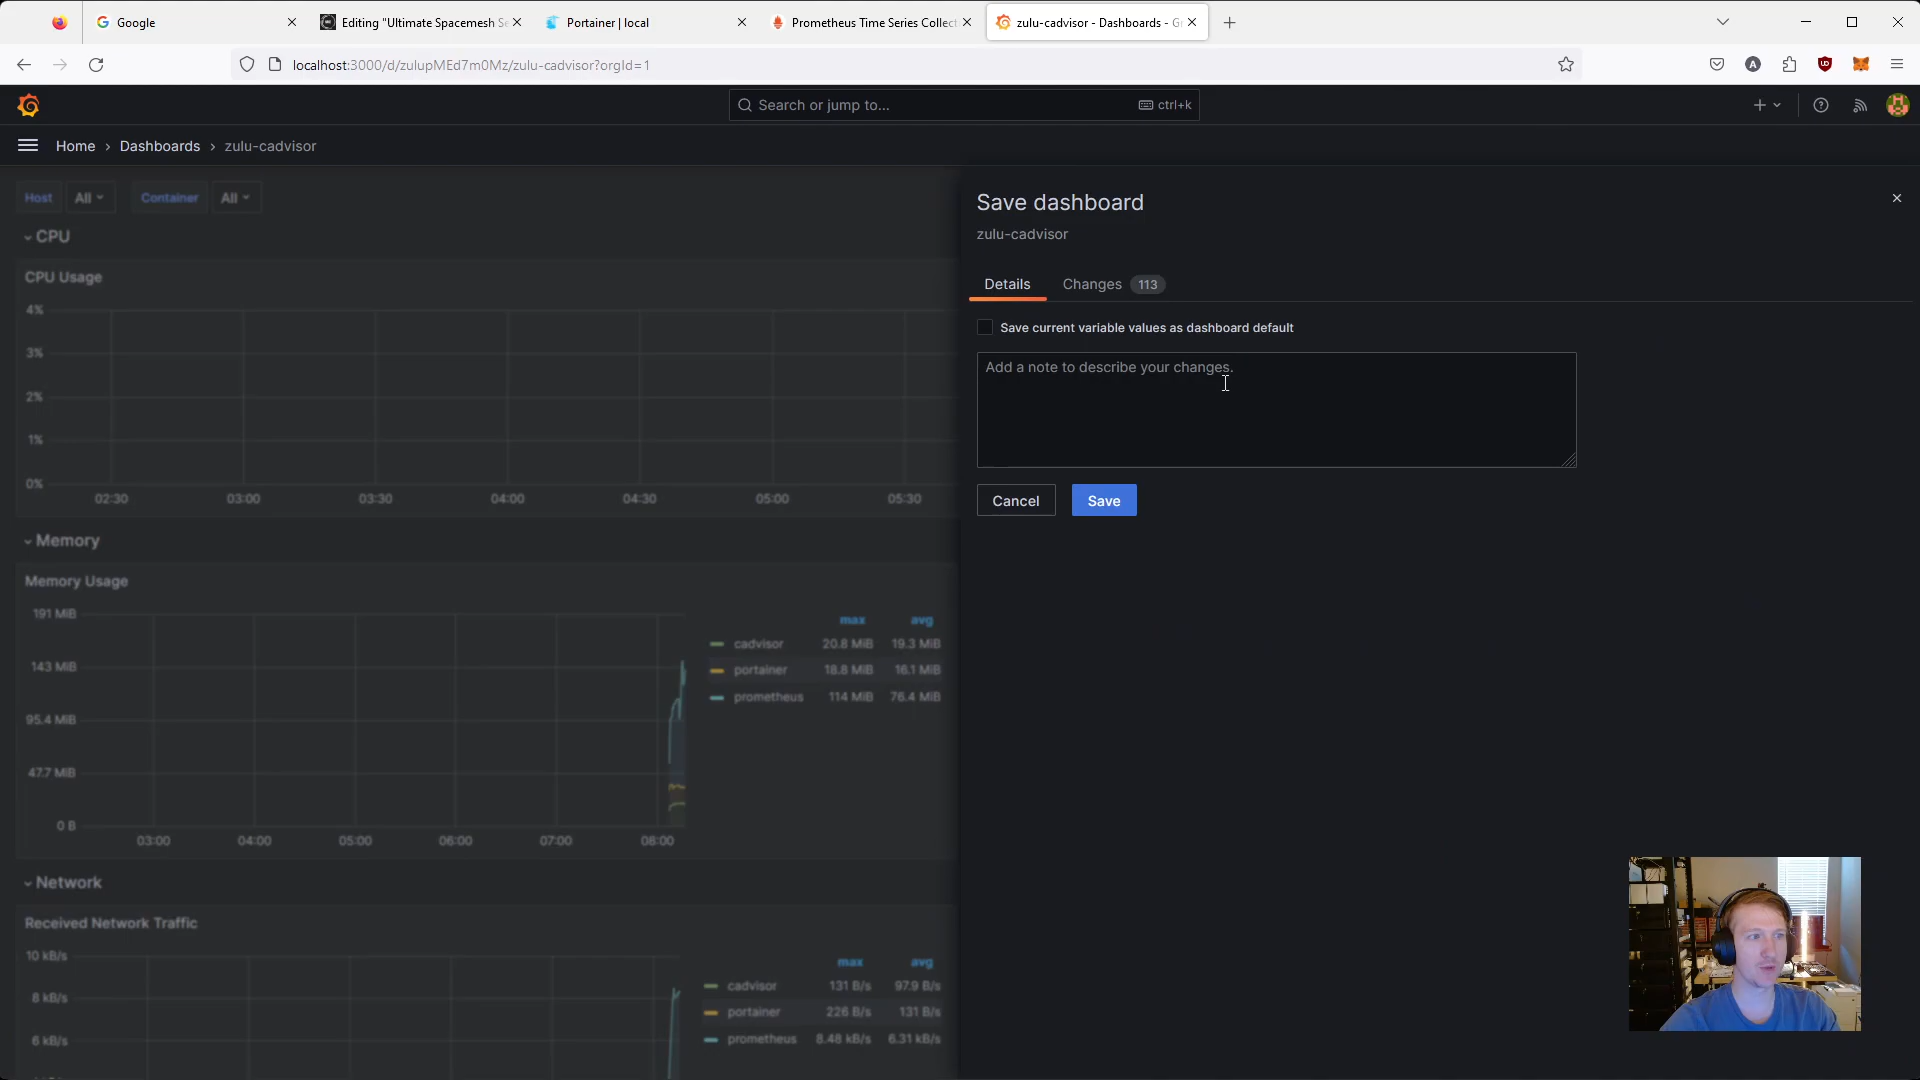 Google
Editing "Ultimate Spacemesh Se
Portainer | local
Prometheus Time Series Collect
zulu-cadvisor - Dashboards - G
localhost:3000/d/zulupMEd7m0Mz/zulu-cadvisor?orgId=1
Search or jump to...
ctrl+k
Home › Dashboards › zulu-cadvisor
Host All Container All
CPU
CPU Usage
4%
3%
2%
1%
0%
02:30 03:00 03:30 04:00 04:30 05:00 05:30
Memory
Memory Usage
191 MiB
143 MiB
95.4 MiB
47.7 MiB
0 B
03:00 04:00 05:00 06:00 07:00 08:00
max avg
cadvisor 20.8 MiB 19.3 MiB
portainer 18.8 MiB 16.1 MiB
prometheus 114 MiB 76.4 MiB
Network
Received Network Traffic
10 kB/s
8 kB/s
6 kB/s
max avg
cadvisor 131 B/s 97.9 B/s
portainer 226 B/s 131 B/s
prometheus 8.48 kB/s 6.31 kB/s
Save dashboard
zulu-cadvisor
Details
Changes 113
Save current variable values as dashboard default
Add a note to describe your changes.
Cancel
Save